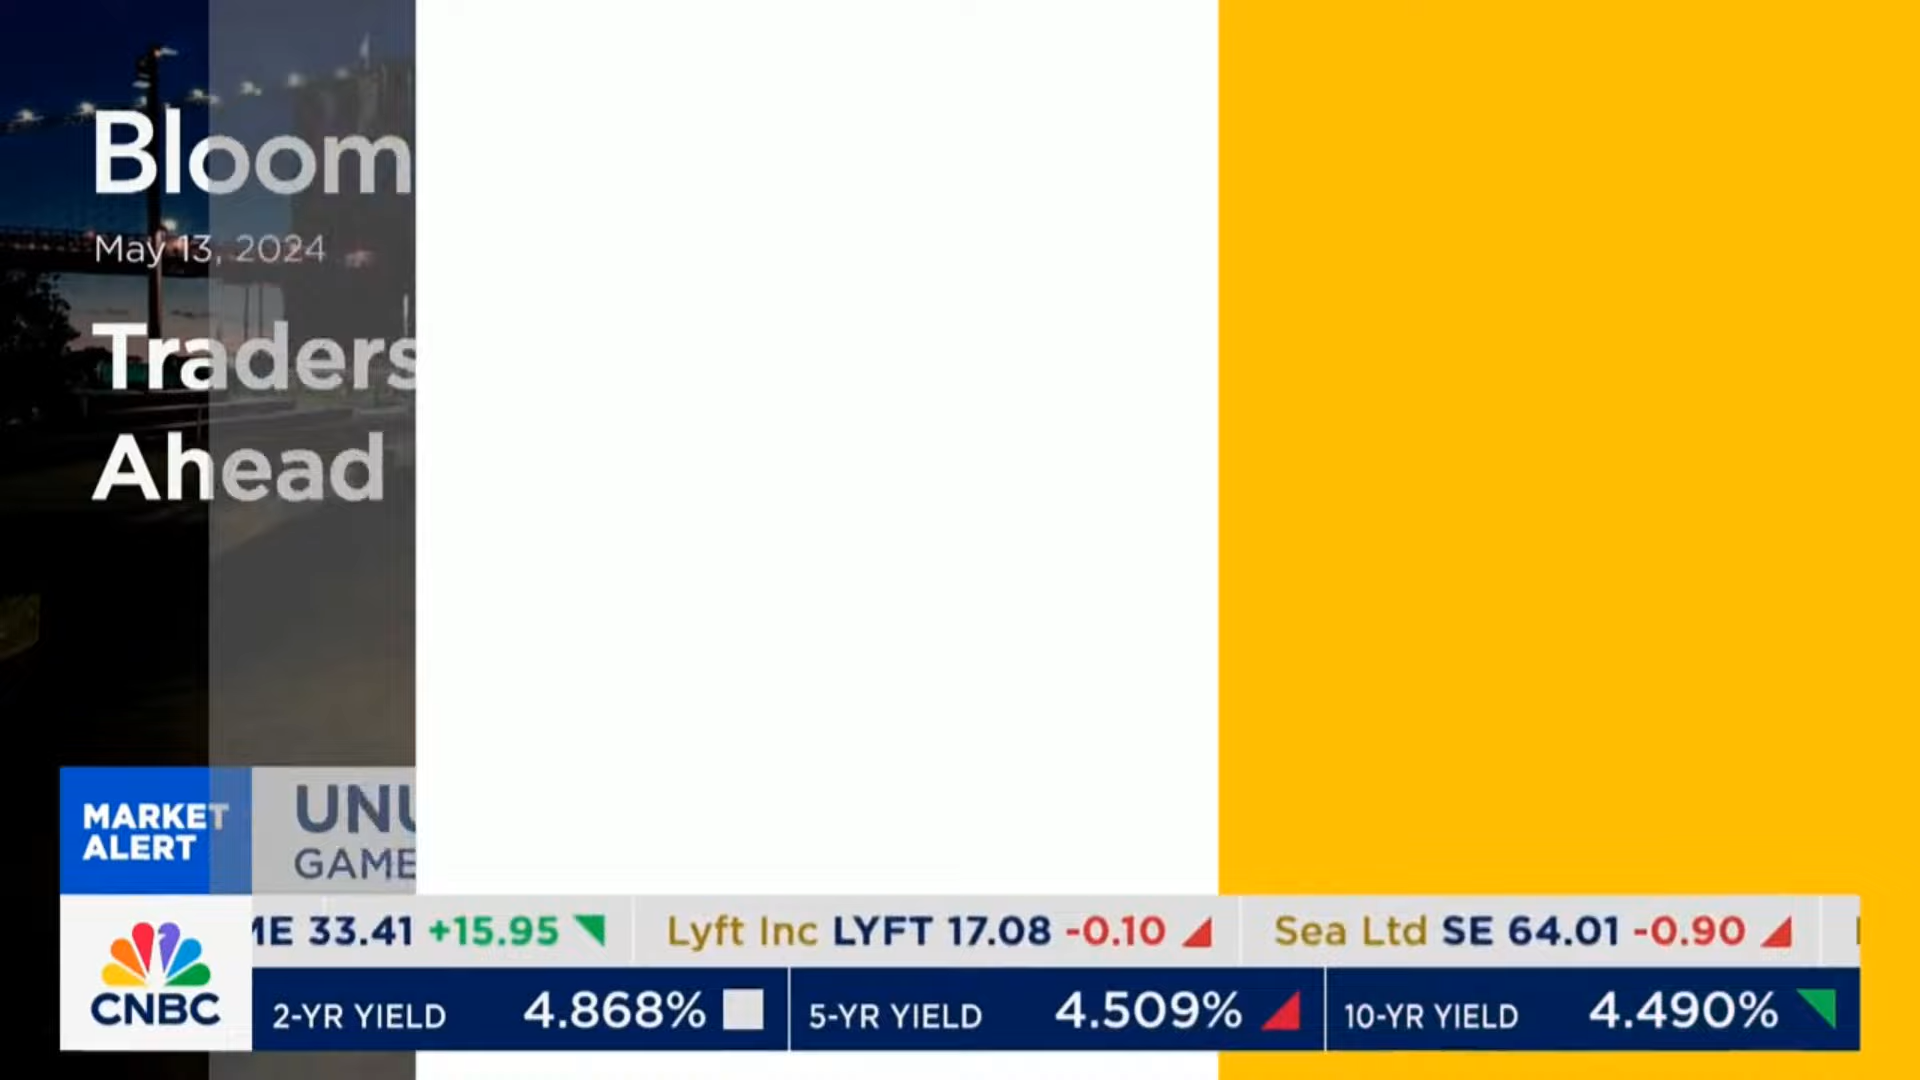 Bloom
May 13, 2024
Traders
Ahead
MARKET
ALERT
UNU
GAME
ME 33.41 +15.95
Lyft Inc LYFT 17.08 -0.10
Sea Ltd SE 64.01 -0.90
CNBC
2-YR YIELD 4.868%
5-YR YIELD 4.509%
10-YR YIELD 4.490%